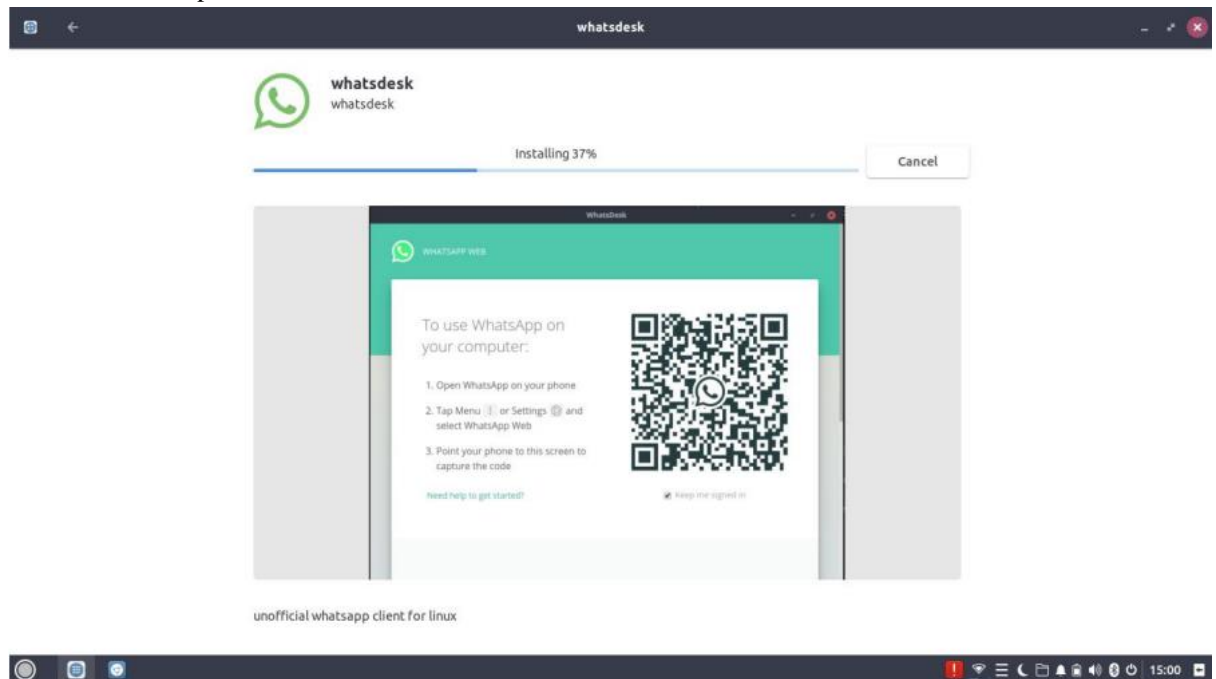 whatsdesk
whatsdesk
whatsdesk
Installing 37%
Cancel
WhatsDesk
WHATSAPP WEB
To use WhatsApp on
your computer:
1. Open WhatsApp on your phone
2. Tap Menu or Settings and
select WhatsApp Web
3. Point your phone to this screen to
capture the code
Need help to get started?
Keep me signed in
unofficial whatsapp client for linux
15:00